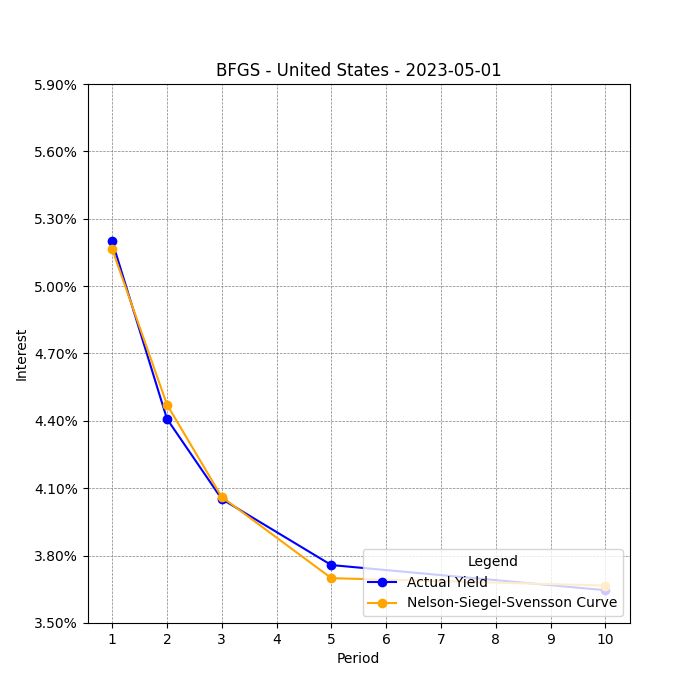 BFGS - United States - 2023-05-01
5.90%
5.60%
5.30%
5.00%
4.70%
4.40%
4.10%
3.80%
3.50%
Interest
Legend
Actual Yield
Nelson-Siegel-Svensson Curve
1 2 3 4 5 6 7 8 9 10
Period